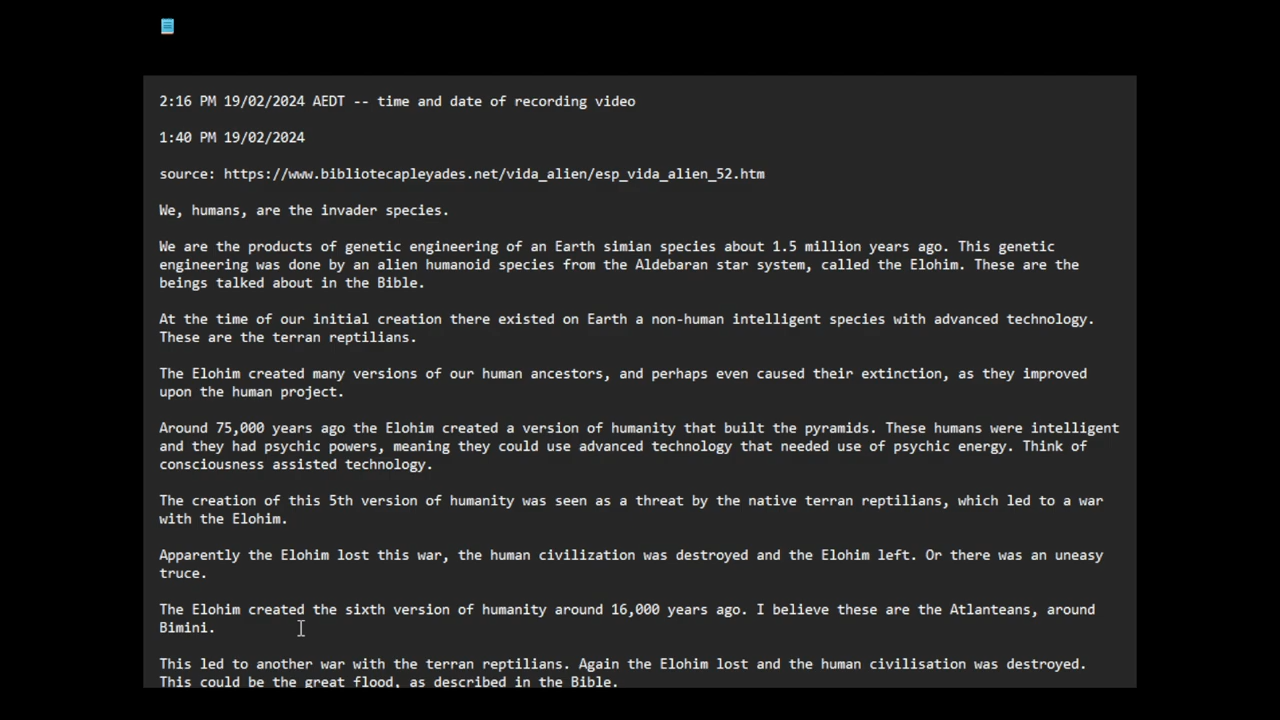 2:16 PM 19/02/2024 AEDT -- time and date of recording video
1:40 PM 19/02/2024
source: https://www.bibliotecapleyades.net/vida_alien/esp_vida_alien_52.htm
We, humans, are the invader species.
We are the products of genetic engineering of an Earth simian species about 1.5 million years ago. This genetic
engineering was done by an alien humanoid species from the Aldebaran star system, called the Elohim. These are the
beings talked about in the Bible.
At the time of our initial creation there existed on Earth a non-human intelligent species with advanced technology.
These are the terran reptilians.
The Elohim created many versions of our human ancestors, and perhaps even caused their extinction, as they improved
upon the human project.
Around 75,000 years ago the Elohim created a version of humanity that built the pyramids. These humans were intelligent
and they had psychic powers, meaning they could use advanced technology that needed use of psychic energy. Think of
consciousness assisted technology.
The creation of this 5th version of humanity was seen as a threat by the native terran reptilians, which led to a war
with the Elohim.
Apparently the Elohim lost this war, the human civilization was destroyed and the Elohim left. Or there was an uneasy
truce.
The Elohim created the sixth version of humanity around 16,000 years ago. I believe these are the Atlanteans, around
Bimini.
This led to another war with the terran reptilians. Again the Elohim lost and the human civilisation was destroyed.
This could be the great flood, as described in the Bible.